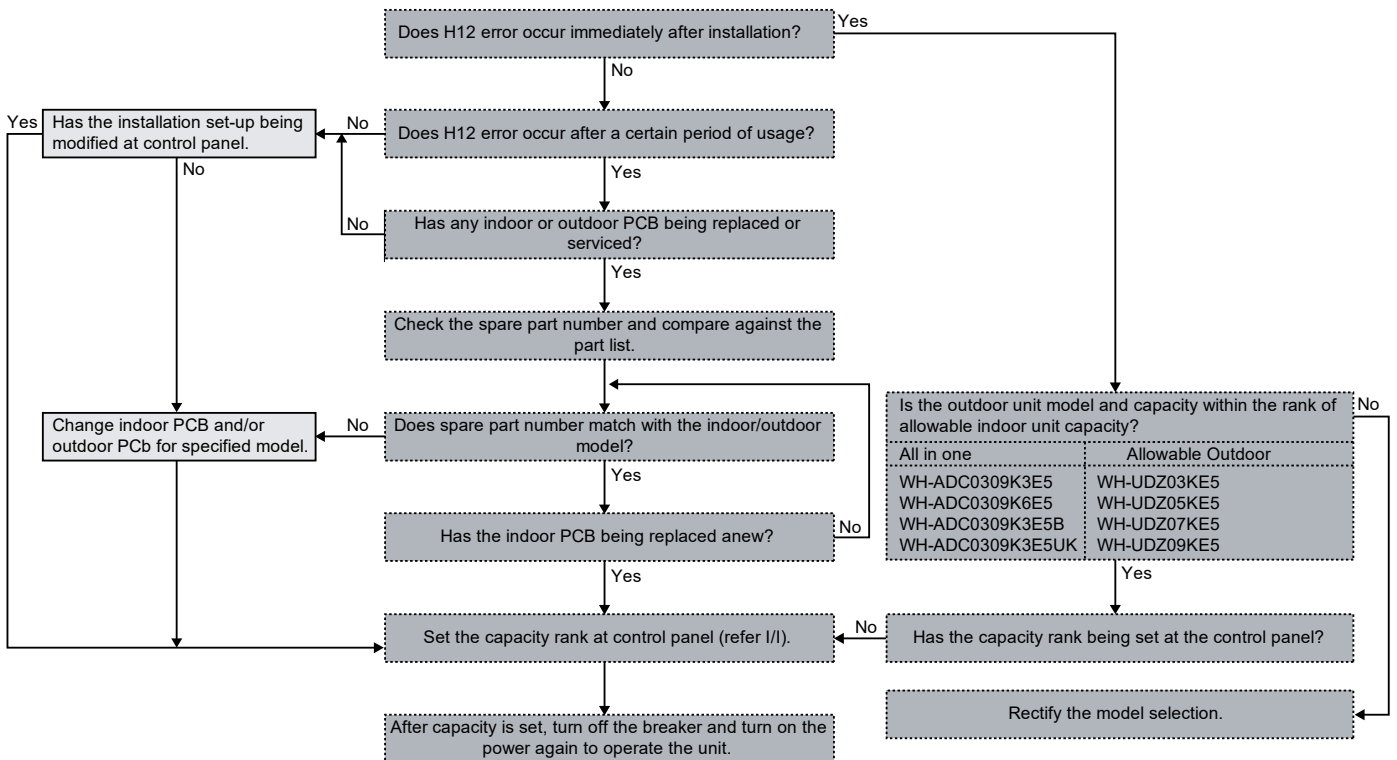 Does H12 error occur immediately after installation?
Yes
No
Yes
Has the installation set-up being
modified at control panel.
No
Does H12 error occur after a certain period of usage?
No
Yes
No
Has any indoor or outdoor PCB being replaced or
serviced?
Yes
Check the spare part number and compare against the
part list.
Change indoor PCB and/or
outdoor PCb for specified model.
No
Does spare part number match with the indoor/outdoor
model?
Yes
Is the outdoor unit model and capacity within the rank of
allowable indoor unit capacity?
No
All in one
Allowable Outdoor
WH-ADC0309K3E5
WH-UDZ03KE5
WH-ADC0309K6E5
WH-UDZ05KE5
WH-ADC0309K3E5B
WH-UDZ07KE5
WH-ADC0309K3E5UK
WH-UDZ09KE5
Has the indoor PCB being replaced anew?
No
Yes
Yes
Set the capacity rank at control panel (refer I/I).
No
Has the capacity rank being set at the control panel?
Rectify the model selection.
After capacity is set, turn off the breaker and turn on the
power again to operate the unit.